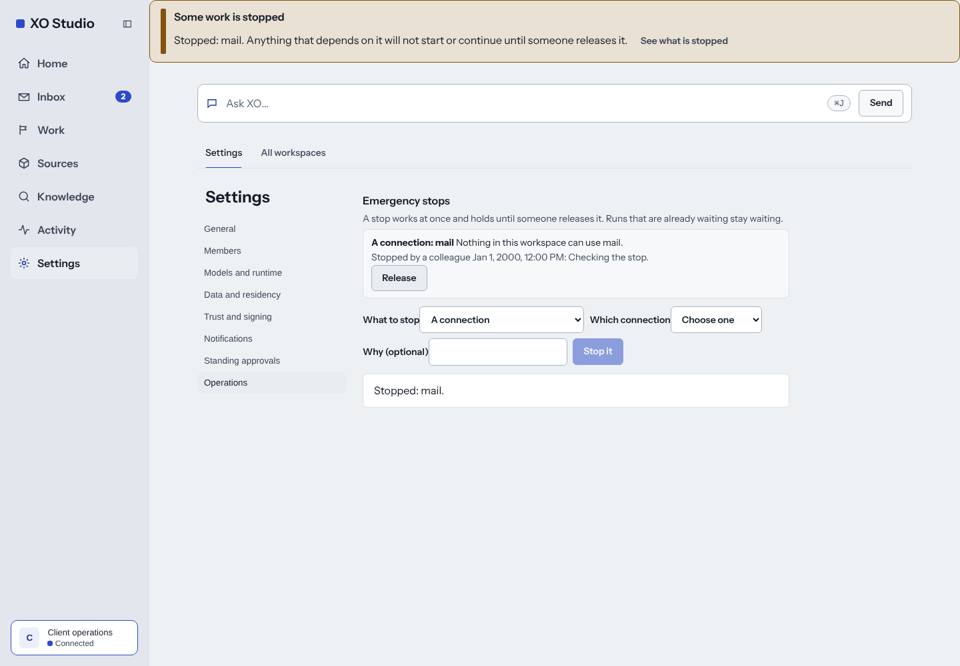 XO Studio
Home
Inbox 2
Work
Sources
Knowledge
Activity
Settings
C
Client operations
Connected
Some work is stopped
Stopped: mail. Anything that depends on it will not start or continue until someone releases it. See what is stopped
Ask XO... ⌘J Send
Settings All workspaces
Settings
General
Members
Models and runtime
Data and residency
Trust and signing
Notifications
Standing approvals
Operations
Emergency stops
A stop works at once and holds until someone releases it. Runs that are already waiting stay waiting.
A connection: mail Nothing in this workspace can use mail.
Stopped by a colleague Jan 1, 2000, 12:00 PM: Checking the stop.
Release
What to stop A connection Which connection Choose one
Why (optional) Stop it
Stopped: mail.